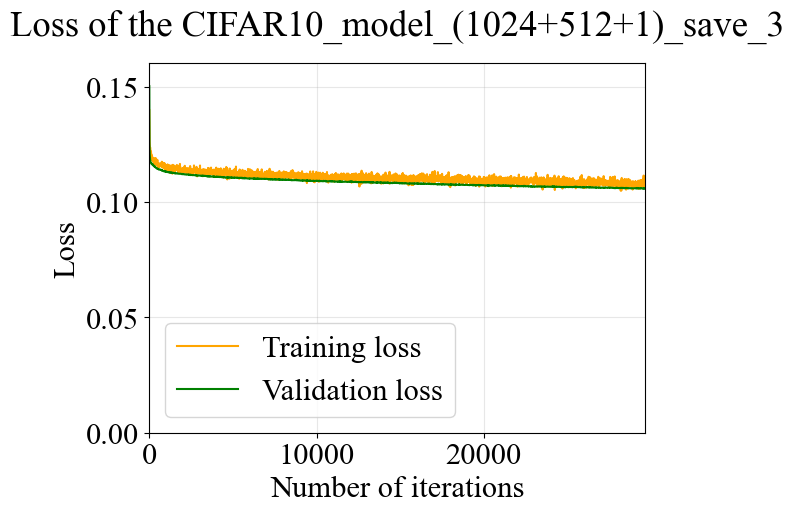 Loss of the CIFAR10_model_(1024+512+1)_save_3
0.15
0.10
0.05
0.00
Loss
Training loss
Validation loss
0 10000 20000
Number of iterations